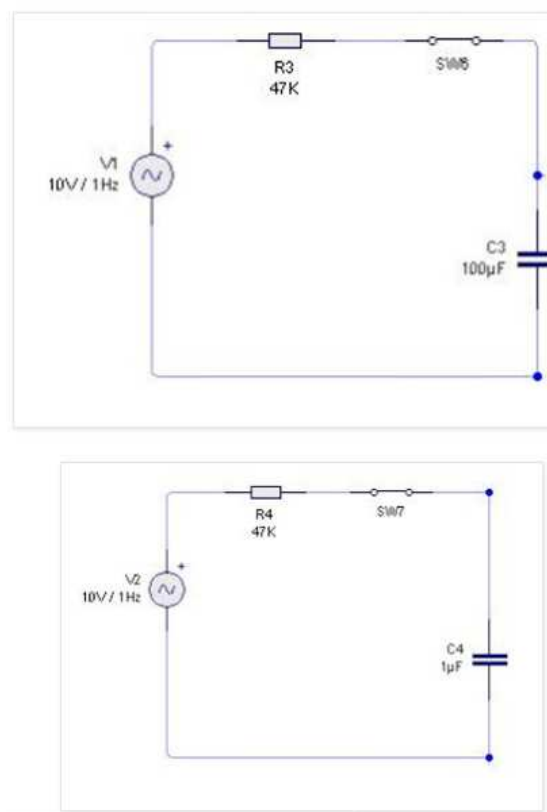 R3
47K
SW6
V1
10V / 1Hz
+
C3
100µF
R4
47K
SW7
V2
10V / 1Hz
+
C4
1µF